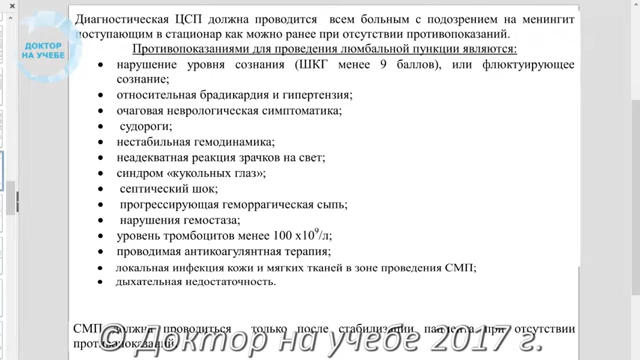 Диагностическая ЦСП должна проводится всем больным с подозрением на менингит
поступающим в стационар как можно ранее при отсутствии противопоказаний.
ДОКТОР
НА УЧЕБЕ
Противопоказаниями для проведения люмбальной пункции являются:
• нарушение уровня сознания (ШКГ менее 9 баллов), или флюктуирующее
сознание;
• относительная брадикардия и гипертензия;
• очаговая неврологическая симптоматика;
• судороги;
• нестабильная гемодинамика;
• неадекватная реакция зрачков на свет;
• синдром «кукольных глаз»;
• септический шок;
• прогрессирующая геморрагическая сыпь;
• нарушения гемостаза;
• уровень тромбоцитов менее 100 х10⁹/л;
• проводимая антикоагулянтная терапия;
• локальная инфекция кожи и мягких тканей в зоне проведения СМП;
• дыхательная недостаточность.
СМП должна проводиться только после стабилизации пациента при отсутствии
противопоказаний
© Доктор на учебе 2017 г.